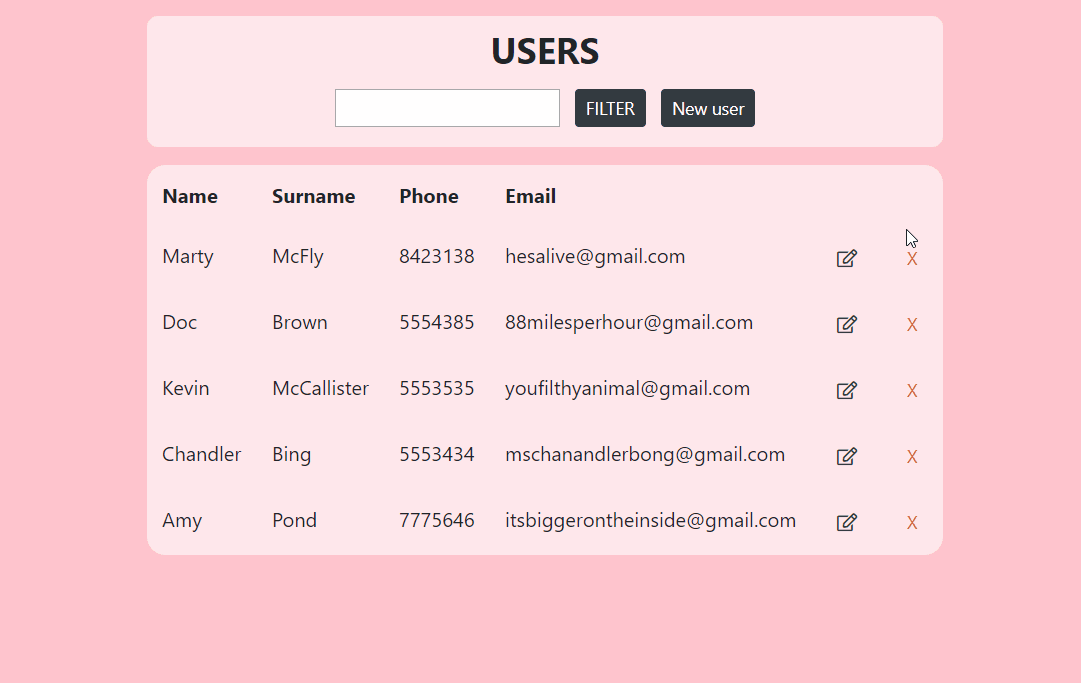 USERS
FILTER New user
Name Surname Phone Email
Marty McFly 8423138 hesalive@gmail.com X
Doc Brown 5554385 88milesperhour@gmail.com X
Kevin McCallister 5553535 youfilthyanimal@gmail.com X
Chandler Bing 5553434 mschanandlerbong@gmail.com X
Amy Pond 7775646 itsbiggerontheinside@gmail.com X